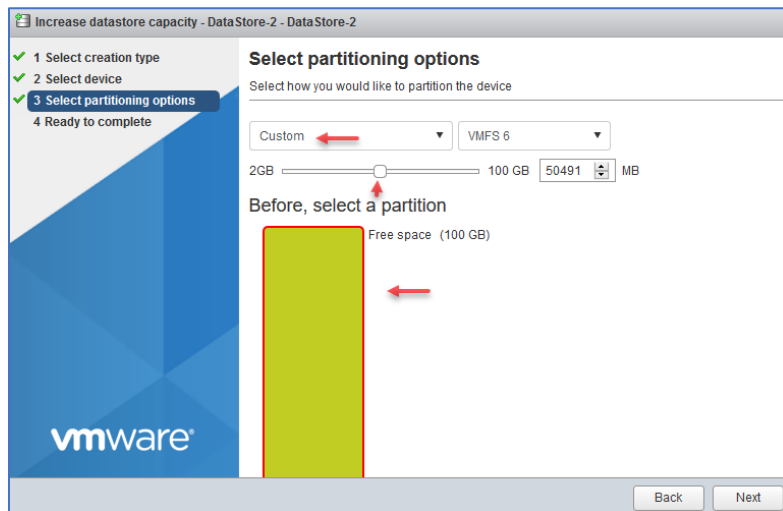 Increase datastore capacity - DataStore-2 - DataStore-2
1 Select creation type
2 Select device
3 Select partitioning options
4 Ready to complete
Select partitioning options
Select how you would like to partition the device
Custom VMFS 6
2GB 100 GB 50491 MB
Before, select a partition
Free space (100 GB)
vmware®
Back Next